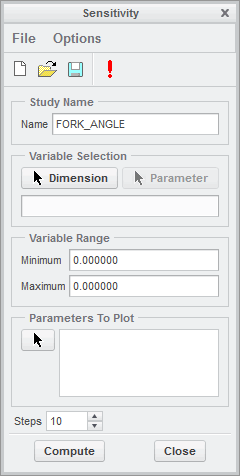 Sensitivity
File Options
Study Name
Name FORK_ANGLE
Variable Selection
Dimension Parameter
Variable Range
Minimum 0.000000
Maximum 0.000000
Parameters To Plot
Steps 10
Compute Close